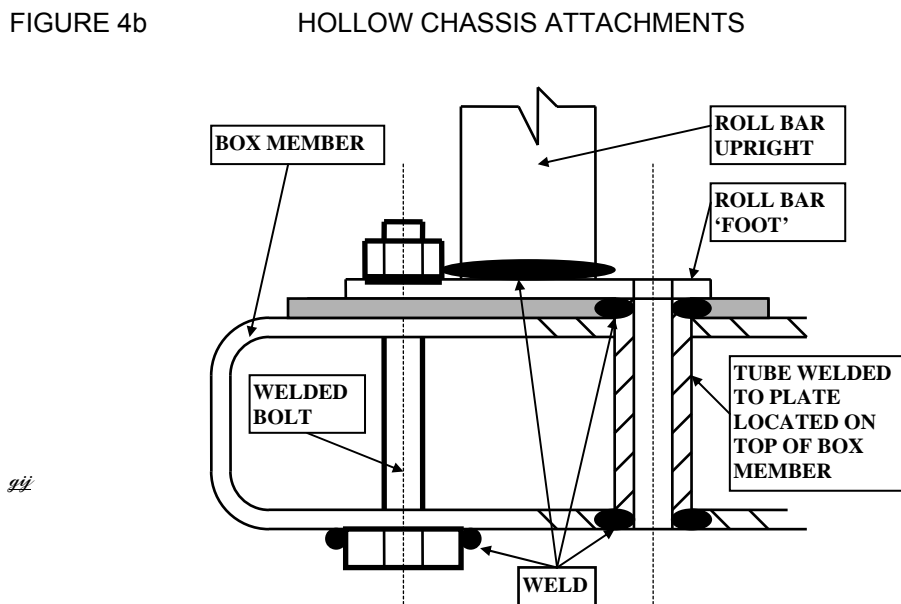 FIGURE 4b HOLLOW CHASSIS ATTACHMENTS
BOX MEMBER
ROLL BAR
UPRIGHT
ROLL BAR
‘FOOT’
WELDED
BOLT
TUBE WELDED
TO PLATE
LOCATED ON
TOP OF BOX
MEMBER
gij
WELD